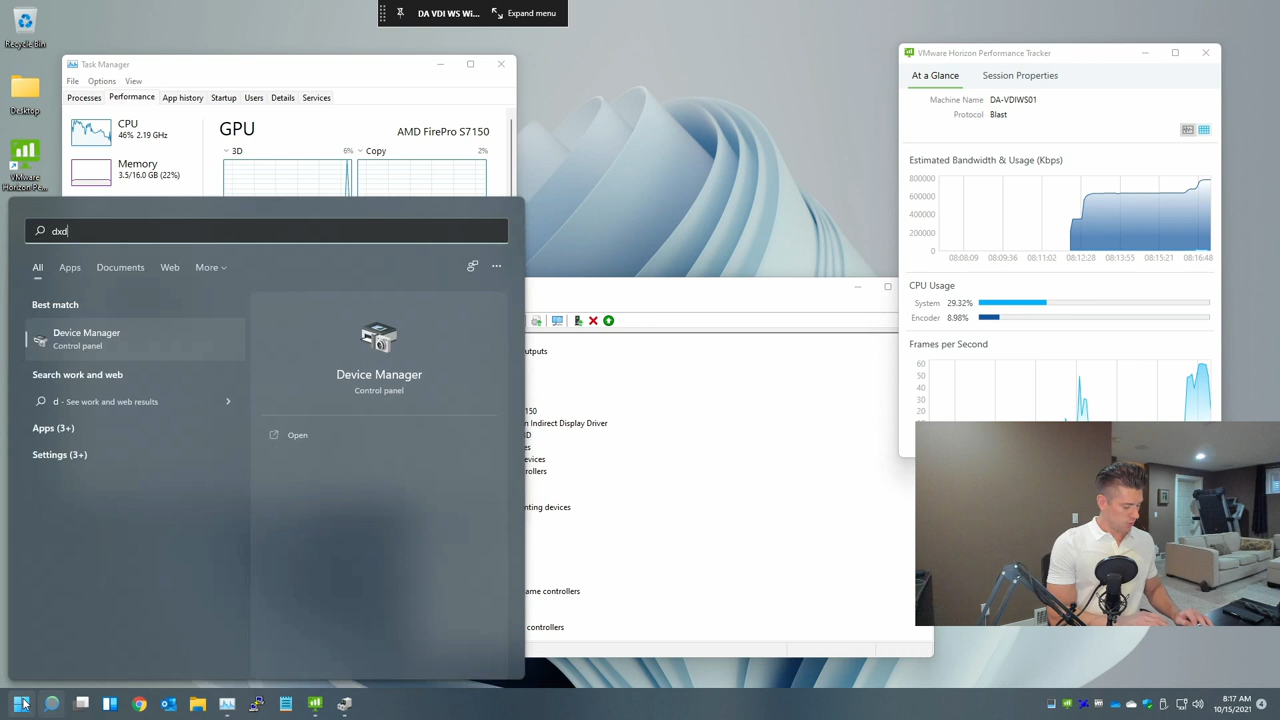 DA VDI WS Wi...
Expand menu
Recycle Bin
Desktop
VMware
Horizon Pe...
Task Manager
File Options View
Processes Performance App history Startup Users Details Services
CPU
46% 2.19 GHz
Memory
3.5/16.0 GB (22%)
GPU
AMD FirePro S7150
3D 6% Copy 2%
dxd
All Apps Documents Web More
Best match
Device Manager
Control panel
Search work and web
d - See work and web results
Apps (3+)
Settings (3+)
Device Manager
Control panel
Open
utputs
150
n Indirect Display Driver
D
es
evices
rollers
nting devices
ame controllers
controllers
VMware Horizon Performance Tracker
At a Glance Session Properties
Machine Name DA-VDIWS01
Protocol Blast
Estimated Bandwidth & Usage (Kbps)
800000
600000
400000
200000
0
08:08:09 08:09:36 08:11:02 08:12:28 08:13:55 08:15:21 08:16:48
CPU Usage
System 29.32%
Encoder 8.98%
Frames per Second
60
50
40
30
20
8:17 AM
10/15/2021
4